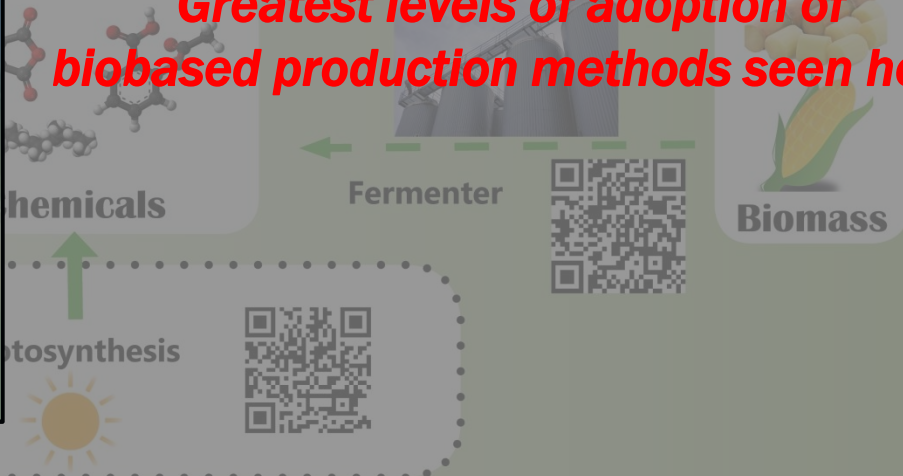 Greatest levels of adoption of
biobased production methods seen
hemicals
Fermenter
Biomass
tosynthesis